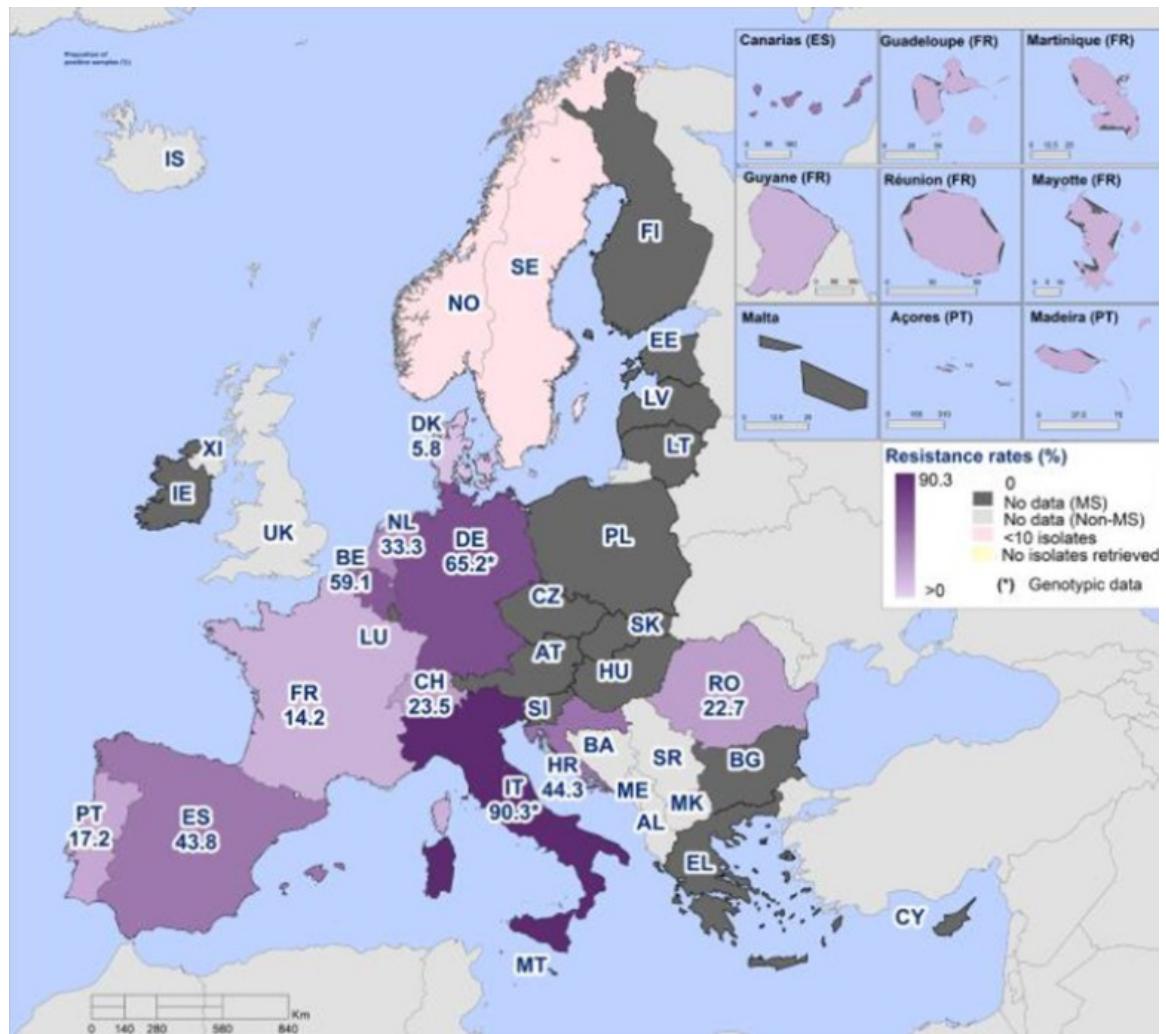 Proportion of
positive samples (%)
Canarias (ES)
Guadeloupe (FR)
Martinique (FR)
Guyane (FR)
Réunion (FR)
Mayotte (FR)
Malta
Açores (PT)
Madeira (PT)
IS
FI
SE
NO
EE
LV
LT
DK
5.8
XI
IE
UK
NL
33.3
DE
65.2*
BE
59.1
PL
LU
CZ
SK
AT
HU
FR
14.2
CH
23.5
SI
RO
22.7
BA
SR
HR
44.3
BG
ME
MK
IT
90.3*
AL
PT
17.2
ES
43.8
EL
CY
MT
Resistance rates (%)
90.3
>0
0
No data (MS)
No data (Non-MS)
<10 isolates
No isolates retrieved
(*) Genotypic data
0 140 280 560 840
Km